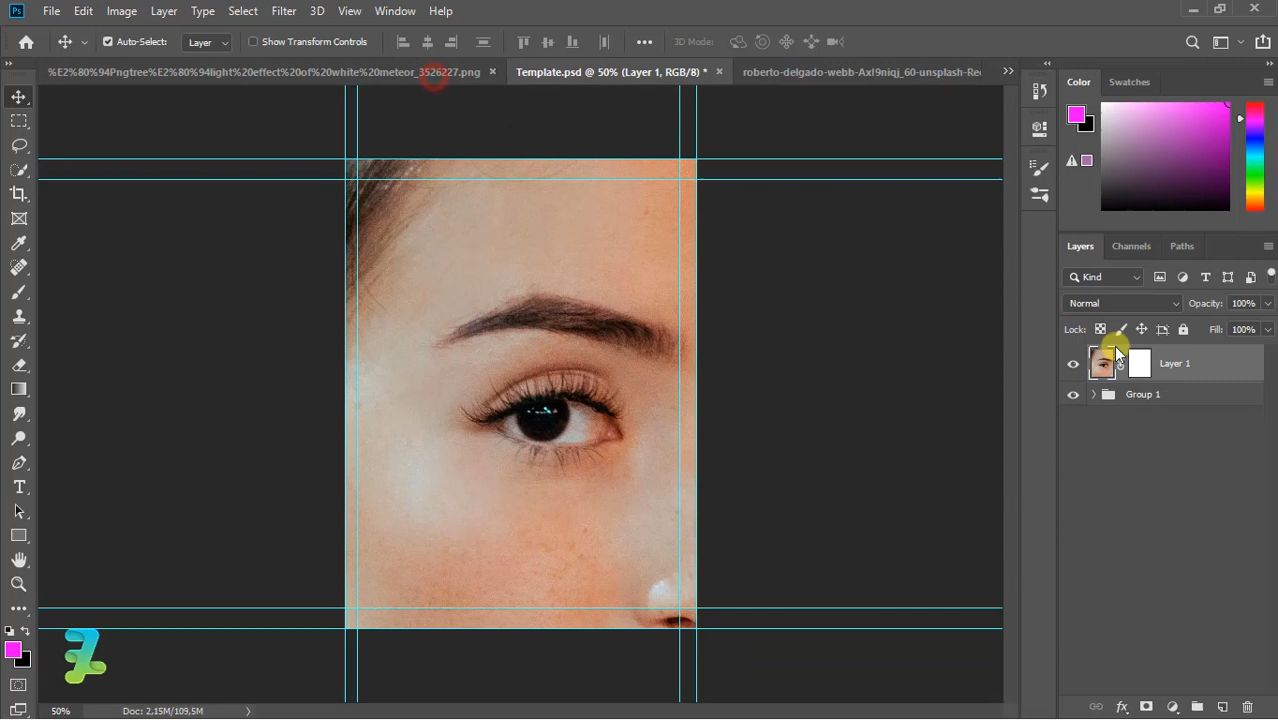 File Edit Image Layer Type Select Filter 3D View Window Help
Auto-Select: Layer Show Transform Controls 3D Mode:
%E2%80%94Pngtree%E2%80%94light%20effect%20of%20white%20meteor_3526227.png × Template.psd @ 50% (Layer 1, RGB/8) * × roberto-delgado-webb-AxI9niqj_60-unsplash-Rec
Color Swatches
Layers Channels Paths
Kind
Normal Opacity: 100%
Lock: Fill: 100%
Layer 1
Group 1
50% Doc: 2,15M/109,5M